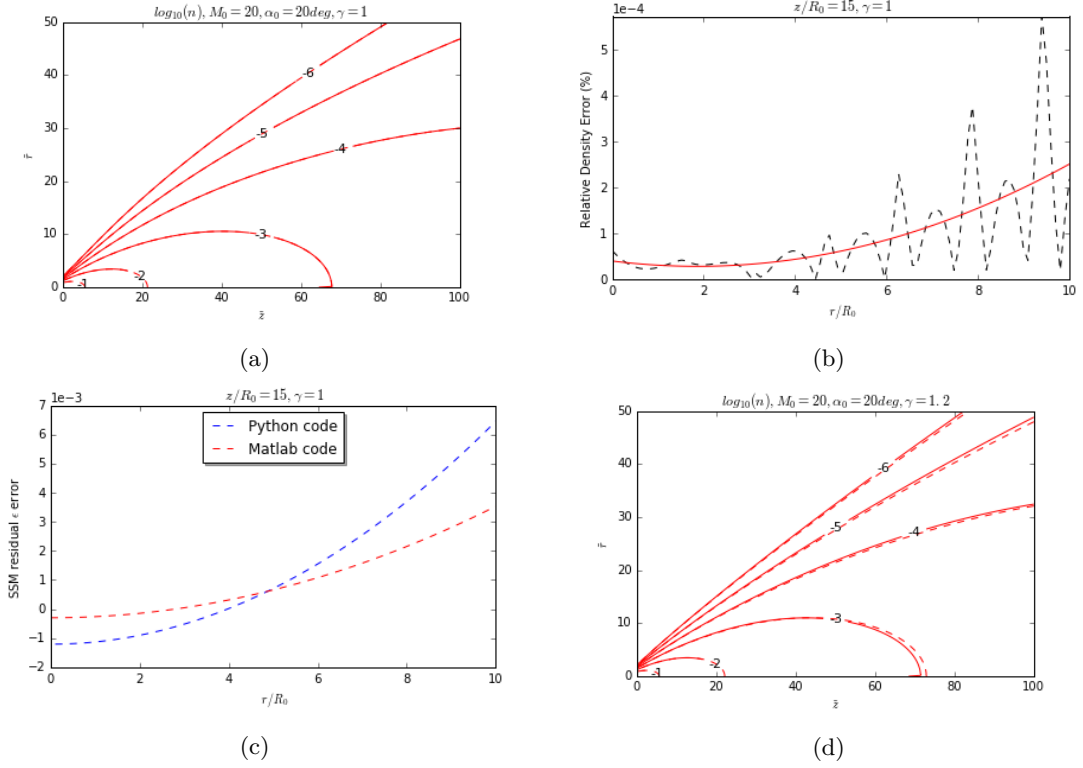 log₁₀(n), M₀ = 20, α₀ = 20deg, γ = 1
50
40
30
20
10
0
r̃
-6
-5
-4
-3
-2
-1
0 20 40 60 80 100
z̃
(a)
z/R₀ = 15, γ = 1
1e−4
5
4
3
2
1
0
Relative Density Error (%)
0 2 4 6 8 10
r/R₀
(b)
z/R₀ = 15, γ = 1
1e−3
7
6
5
4
3
2
1
0
−1
−2
SSM residual ϵ error
Python code
Matlab code
0 2 4 6 8 10
r/R₀
(c)
log₁₀(n), M₀ = 20, α₀ = 20deg, γ = 1.2
50
40
30
20
10
0
r̃
-6
-5
-4
-3
-2
-1
0 20 40 60 80 100
z̃
(d)